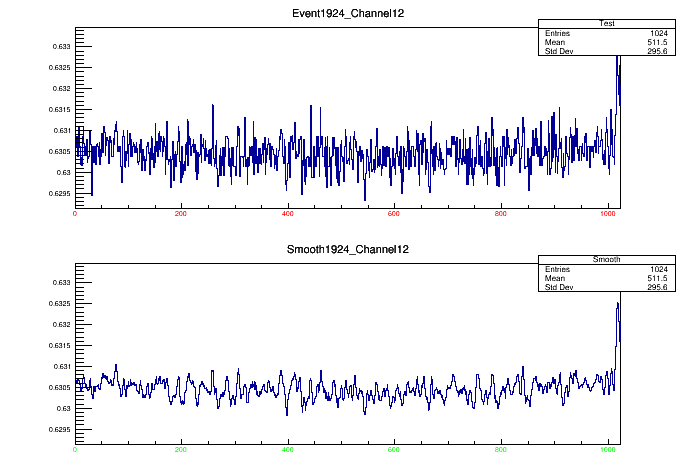 Event1924_Channel12
Test
Entries 1024
Mean 511.5
Std Dev 295.6
0.633
0.6325
0.632
0.6315
0.631
0.6305
0.63
0.6295
0 200 400 600 800 1000
Smooth1924_Channel12
Smooth
Entries 1024
Mean 511.5
Std Dev 295.6
0.633
0.6325
0.632
0.6315
0.631
0.6305
0.63
0.6295
0 200 400 600 800 1000